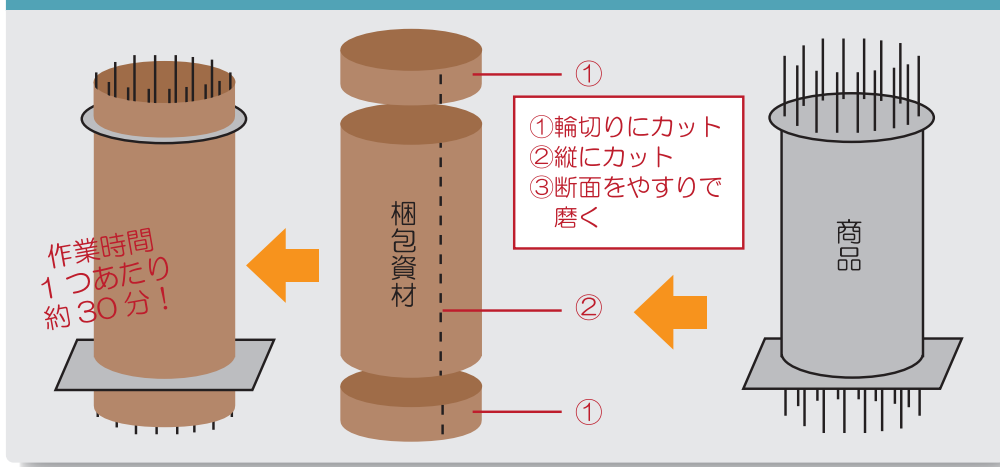 作業時間
1つあたり
約30分！
梱包資材
①
②
①
①輪切りにカット
②縦にカット
③断面をやすりで
磨く
商品